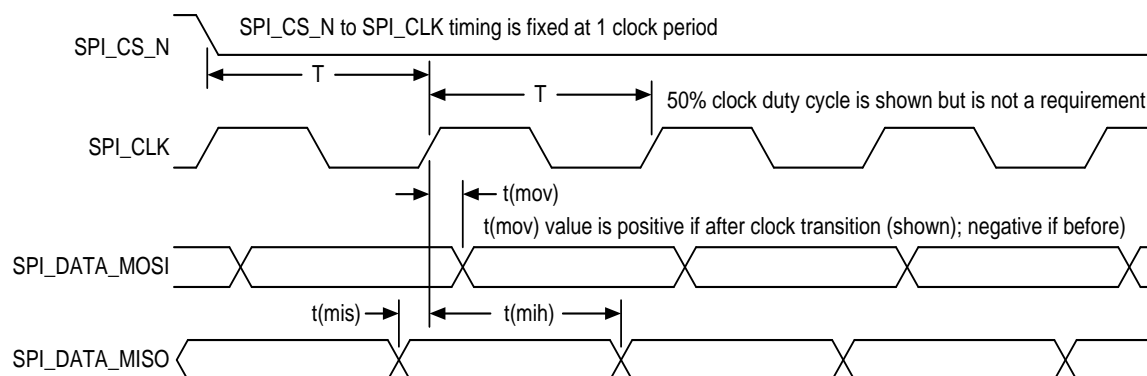 SPI_CS_N to SPI_CLK timing is fixed at 1 clock period
SPI_CS_N
T
T
50% clock duty cycle is shown but is not a requirement
SPI_CLK
t(mov)
t(mov) value is positive if after clock transition (shown); negative if before)
SPI_DATA_MOSI
t(mis)
t(mih)
SPI_DATA_MISO